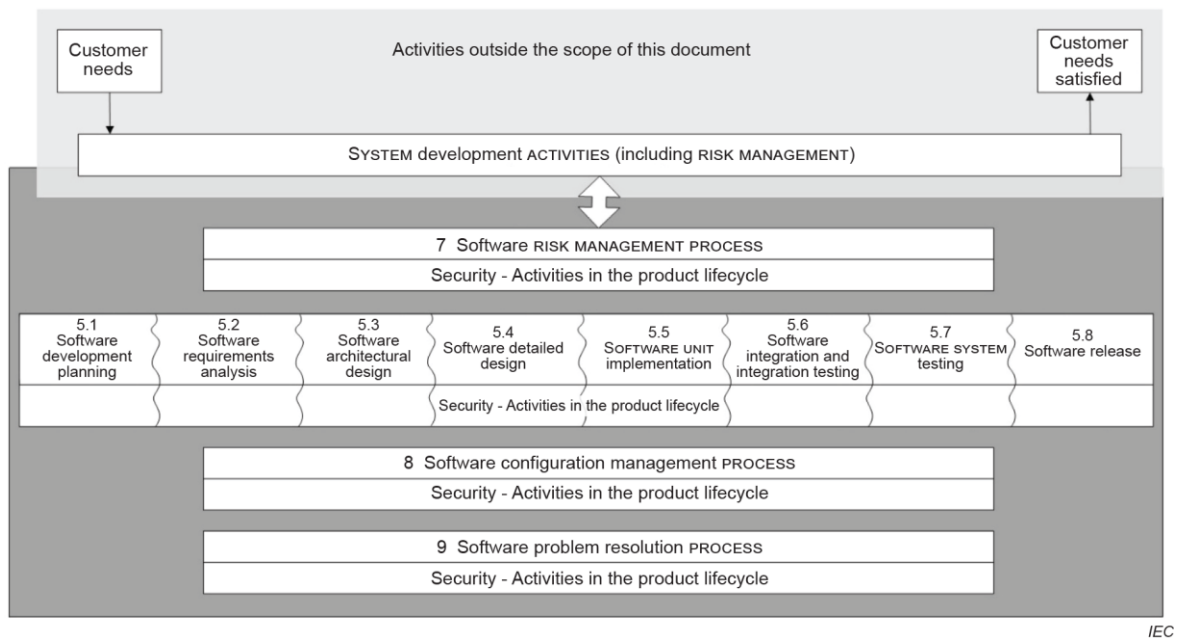 Customer
needs
Activities outside the scope of this document
Customer
needs
satisfied
SYSTEM development ACTIVITIES (including RISK MANAGEMENT)
7 Software RISK MANAGEMENT PROCESS
Security - Activities in the product lifecycle
5.1
Software
development
planning
5.2
Software
requirements
analysis
5.3
Software
architectural
design
5.4
Software detailed
design
5.5
SOFTWARE UNIT
implementation
5.6
Software
integration and
integration testing
5.7
SOFTWARE SYSTEM
testing
5.8
Software release
Security - Activities in the product lifecycle
8 Software configuration management PROCESS
Security - Activities in the product lifecycle
9 Software problem resolution PROCESS
Security - Activities in the product lifecycle
IEC